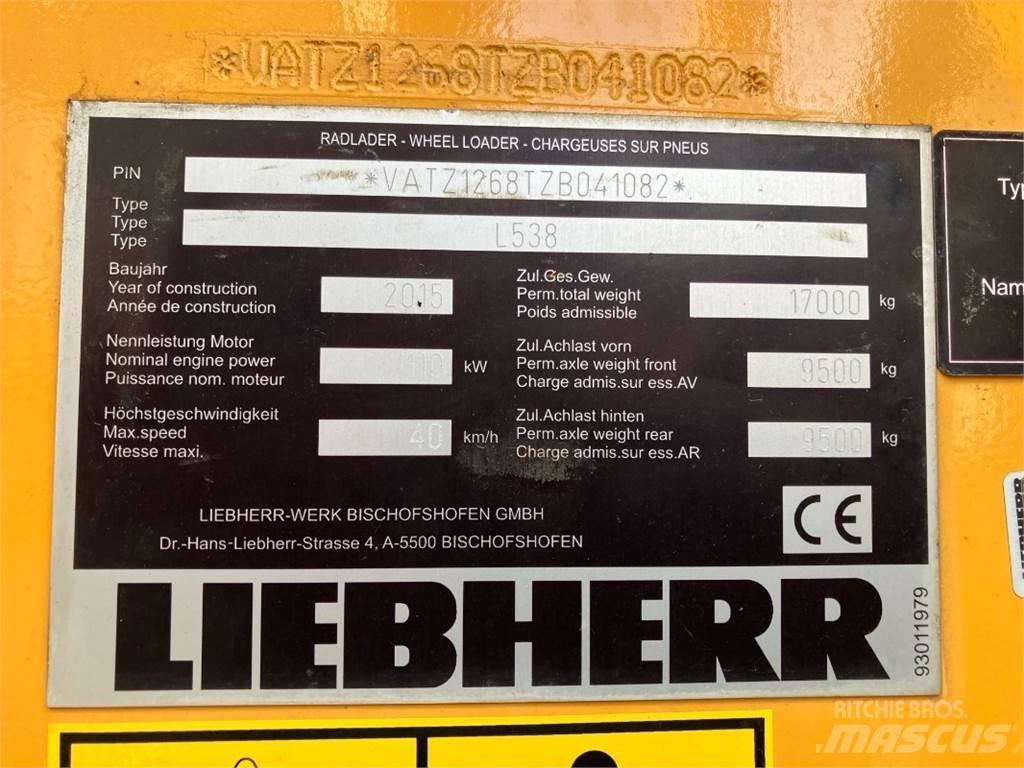 *VATZ1268TZB041082*
RADLADER - WHEEL LOADER - CHARGEUSES SUR PNEUS
PIN *VATZ1268TZB041082*
Type
Type L538
Type
Baujahr
Year of construction 2015
Année de construction
Nennleistung Motor
Nominal engine power 110 kW
Puissance nom. moteur
Höchstgeschwindigkeit
Max.speed 40 km/h
Vitesse maxi.
Zul.Ges.Gew.
Perm.total weight 17000 kg
Poids admissible
Zul.Achlast vorn
Perm.axle weight front 9500 kg
Charge admis.sur ess.AV
Zul.Achlast hinten
Perm.axle weight rear 9500 kg
Charge admis.sur ess.AR
LIEBHERR-WERK BISCHOFSHOFEN GMBH
Dr.-Hans-Liebherr-Strasse 4, A-5500 BISCHOFSHOFEN
CE
LIEBHERR
93011979
RITCHIE BROS.
MASCUS